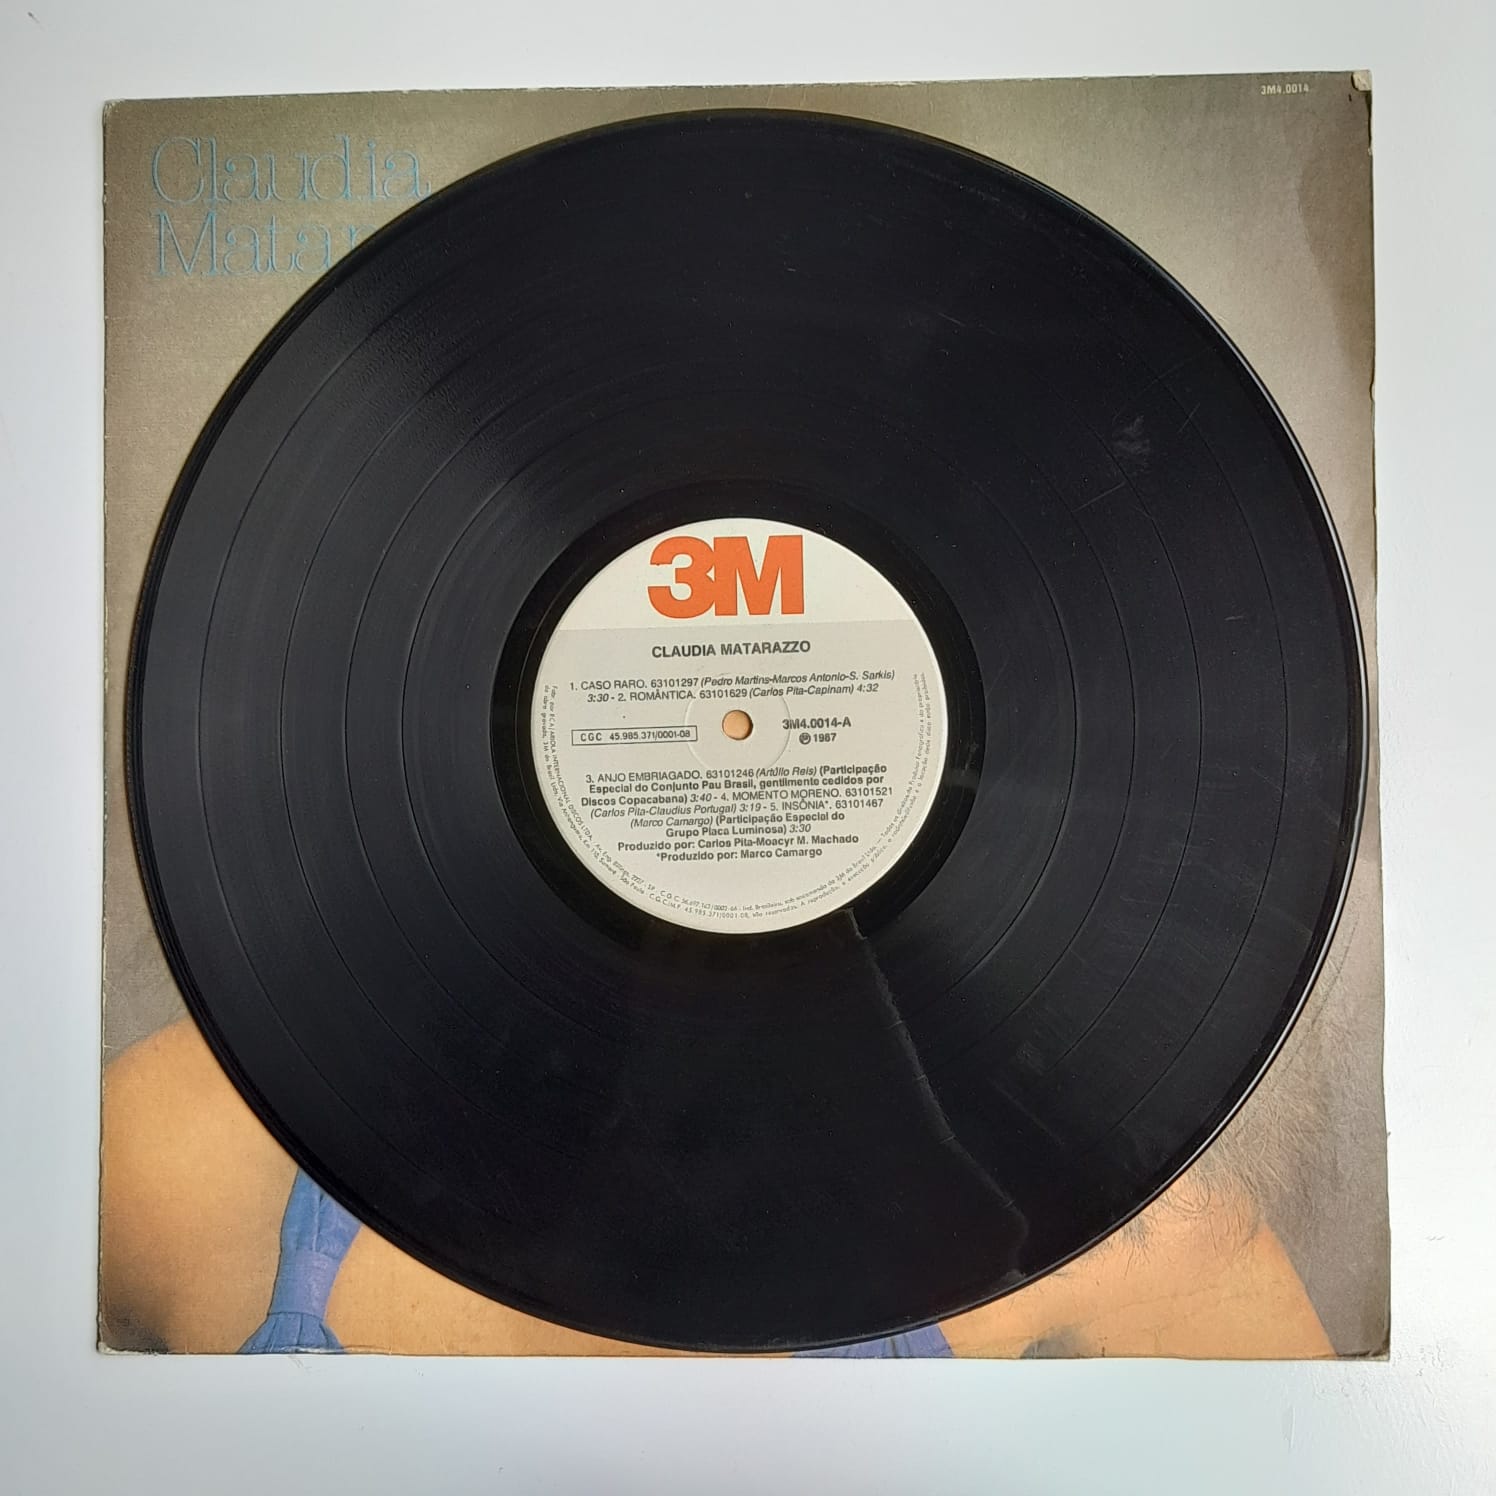 3M4.0014
Claudia
Matar
3M
CLAUDIA MATARAZZO
1. CASO RARO. 63101297 (Pedro Martins-Marcos Antonio-S. Sarkis)
3:30 - 2. ROMÂNTICA. 63101629 (Carlos Pita-Capinam) 4:32
CGC 45.985.371/0001-08
3M4.0014-A
℗ 1987
3. ANJO EMBRIAGADO. 63101246 (Artúlio Reis) (Participação
Especial do Conjunto Pau Brasil, gentilmente cedidos por
Discos Copacabana) 3:40 - 4. MOMENTO MORENO. 63101521
(Carlos Pita-Claudius Portugal) 3:19 - 5. INSÔNIA*. 63101467
(Marco Camargo) (Participação Especial do
Grupo Placa Luminosa) 3:30
Produzido por: Carlos Pita-Moacyr M. Machado
*Produzido por: Marco Camargo